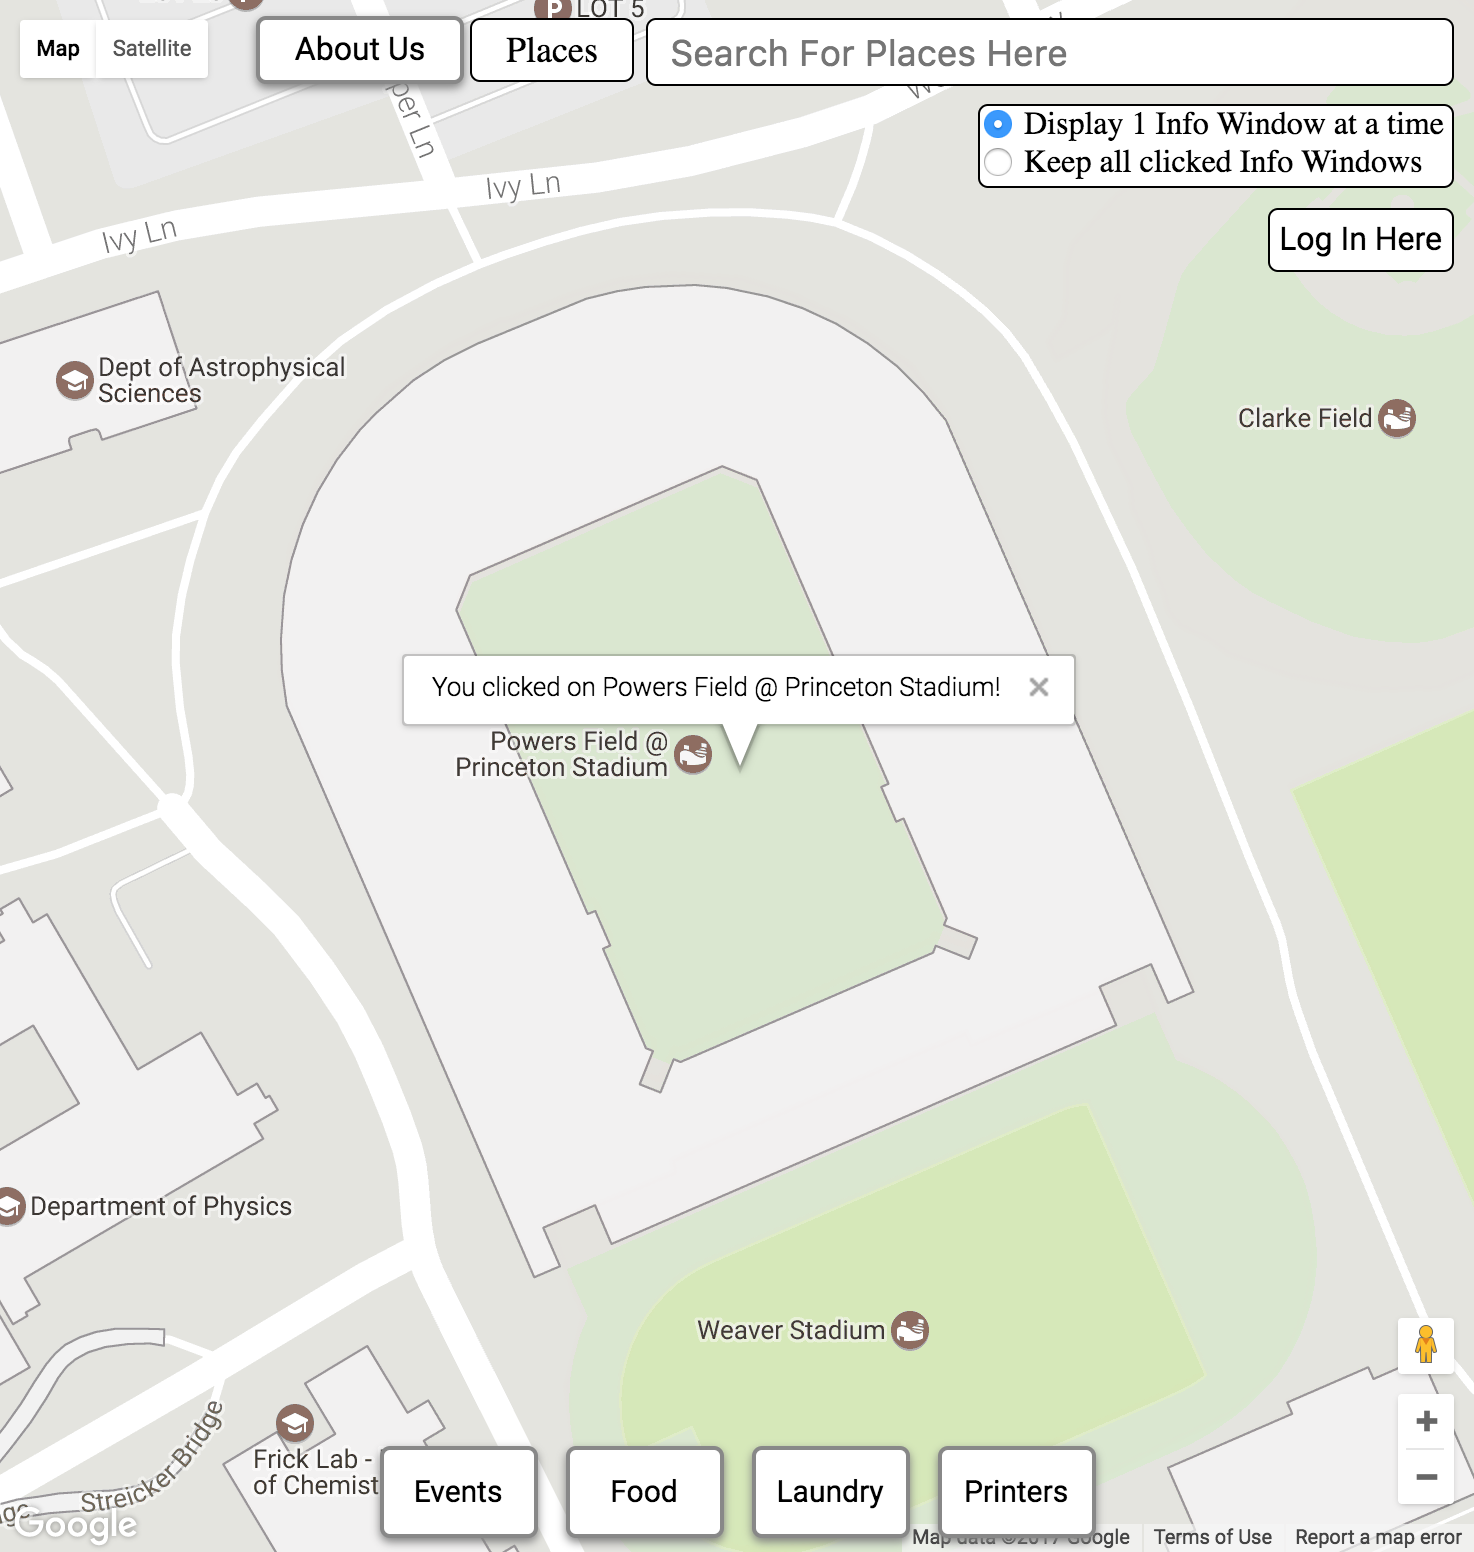 LOT 5
Map
Satellite
About Us
Places
Search For Places Here
Display 1 Info Window at a time
Keep all clicked Info Windows
Log In Here
per Ln
Ivy Ln
Ivy Ln
Dept of Astrophysical
Sciences
Clarke Field
You clicked on Powers Field @ Princeton Stadium!
Powers Field @
Princeton Stadium
Department of Physics
Weaver Stadium
Frick Lab -
of Chemist
Streicker Bridge
Events
Food
Laundry
Printers
Google
Map data ©2017 Google
Terms of Use
Report a map error